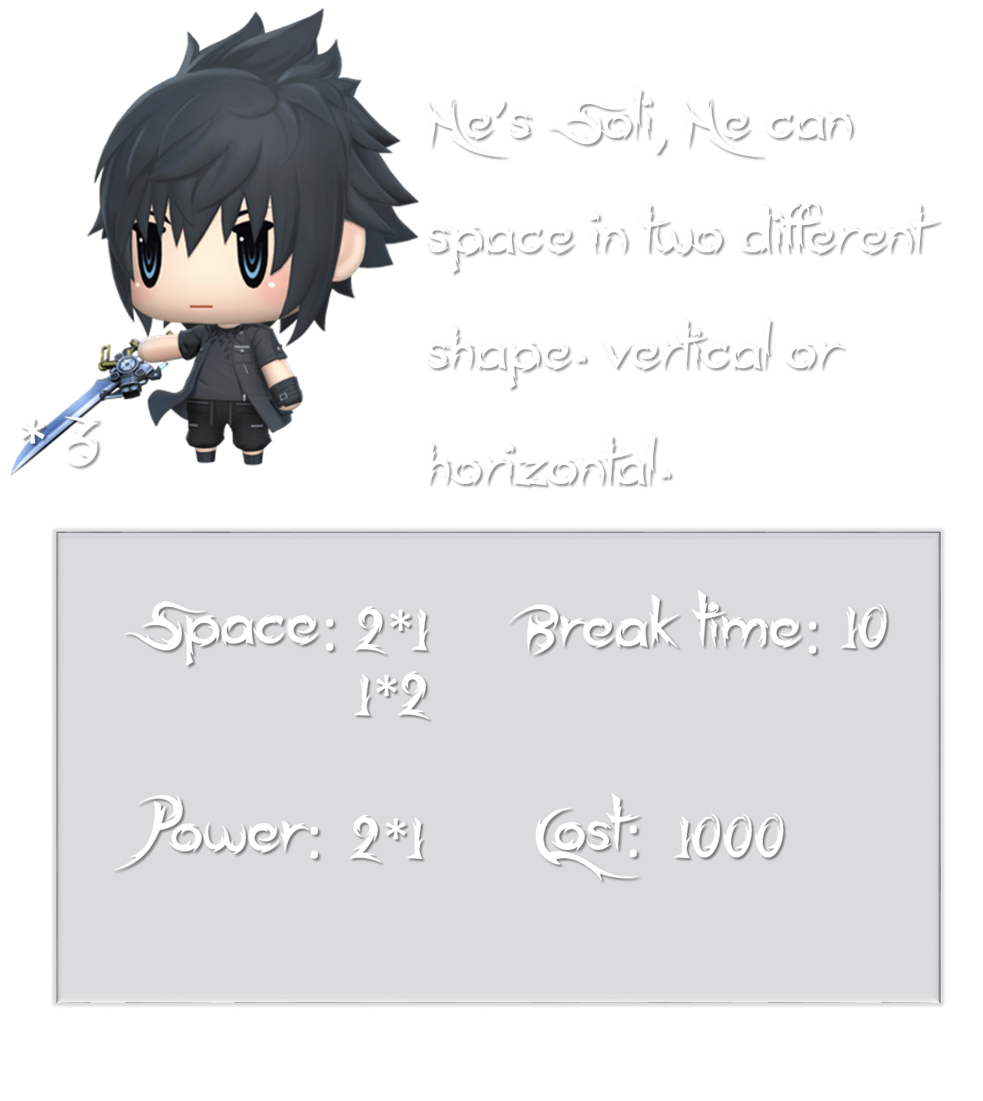 He's Soli, He can
space in two different
shape. vertical or
* 3
horizontal.
Space: 2*1 Break time: 10
1*2
Power: 2*1 Cost: 1000